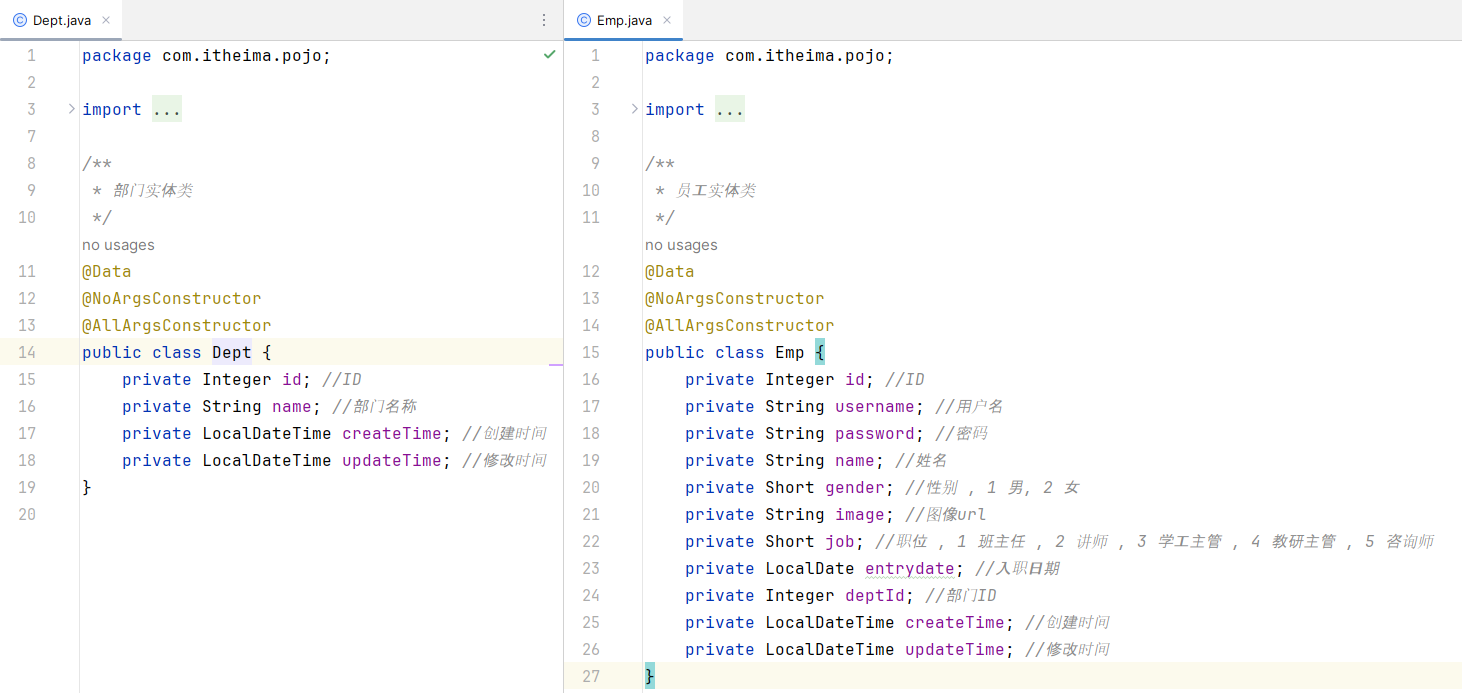 Dept.java
1 package com.itheima.pojo;
2
3 import ...
7
8 /**
9 * 部门实体类
10 */
no usages
11 @Data
12 @NoArgsConstructor
13 @AllArgsConstructor
14 public class Dept {
15 private Integer id; //ID
16 private String name; //部门名称
17 private LocalDateTime createTime; //创建时间
18 private LocalDateTime updateTime; //修改时间
19 }
20
Emp.java
1 package com.itheima.pojo;
2
3 import ...
8
9 /**
10 * 员工实体类
11 */
no usages
12 @Data
13 @NoArgsConstructor
14 @AllArgsConstructor
15 public class Emp {
16 private Integer id; //ID
17 private String username; //用户名
18 private String password; //密码
19 private String name; //姓名
20 private Short gender; //性别 , 1 男, 2 女
21 private String image; //图像url
22 private Short job; //职位 , 1 班主任 , 2 讲师 , 3 学工主管 , 4 教研主管 , 5 咨询师
23 private LocalDate entrydate; //入职日期
24 private Integer deptId; //部门ID
25 private LocalDateTime createTime; //创建时间
26 private LocalDateTime updateTime; //修改时间
27 }